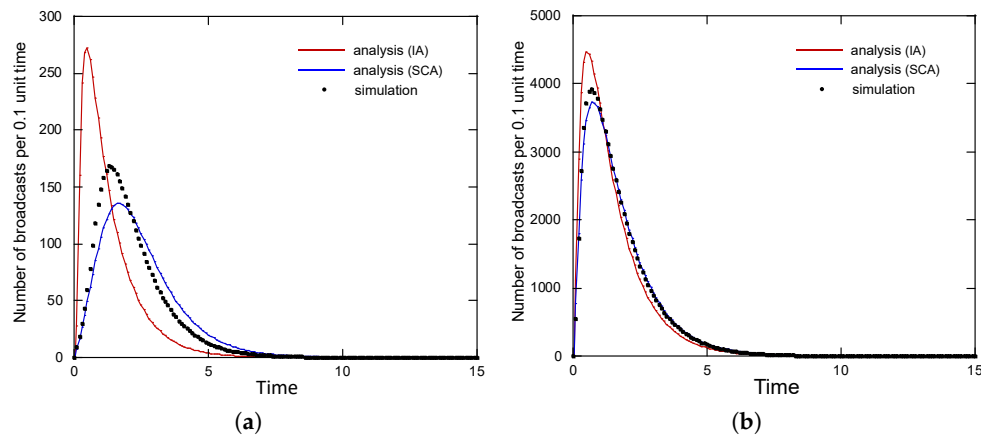 300
250
200
150
100
50
0
Number of broadcasts per 0.1 unit time
analysis (IA)
analysis (SCA)
simulation
0
5
10
15
Time
(a)
5000
4000
3000
2000
1000
0
Number of broadcasts per 0.1 unit time
analysis (IA)
analysis (SCA)
simulation
0
5
10
15
Time
(b)